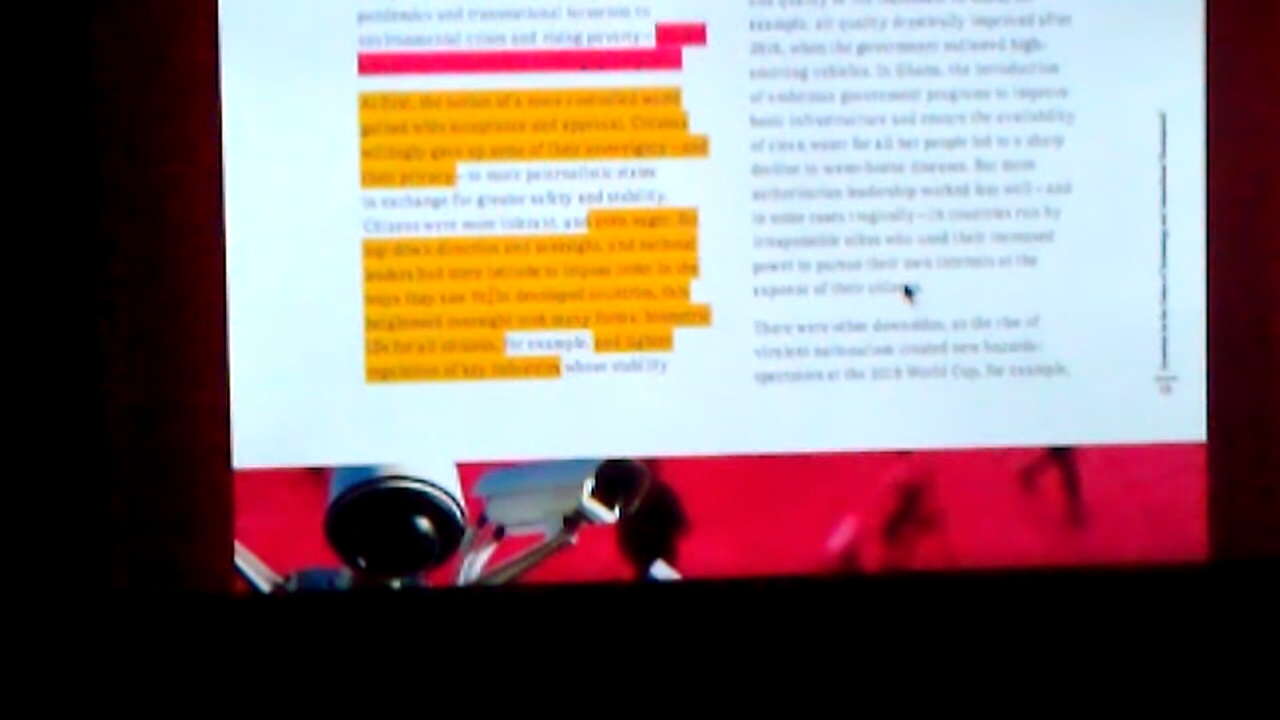 pandemics and transnational terrorism to
environmental crises and rising poverty—
At first, the notion of a more controlled world
gained wide acceptance and approval. Citizens
willingly gave up some of their sovereignty—and
their privacy—to more paternalistic states
in exchange for greater safety and stability.
Citizens were more tolerant, and even eager, for
top-down direction and oversight, and national
leaders had more latitude to impose order in the
ways they saw fit. In developed countries, this
heightened oversight took many forms: biometric
IDs for all citizens, for example, and tighter
regulation of key industries whose stability
example, air quality drastically improved after
2016, when the government outlawed high-
emitting vehicles. In Ghana, the introduction
of ambitious government programs to improve
basic infrastructure and ensure the availability
of clean water for all her people led to a sharp
decline in water-borne diseases. But more
authoritarian leadership worked less well—and
in some cases tragically—in countries run by
irresponsible elites who used their increased
power to pursue their own interests at the
expense of their citizens.
There were other downsides, as the rise of
virulent nationalism created new hazards:
spectators at the 2018 World Cup, for example,